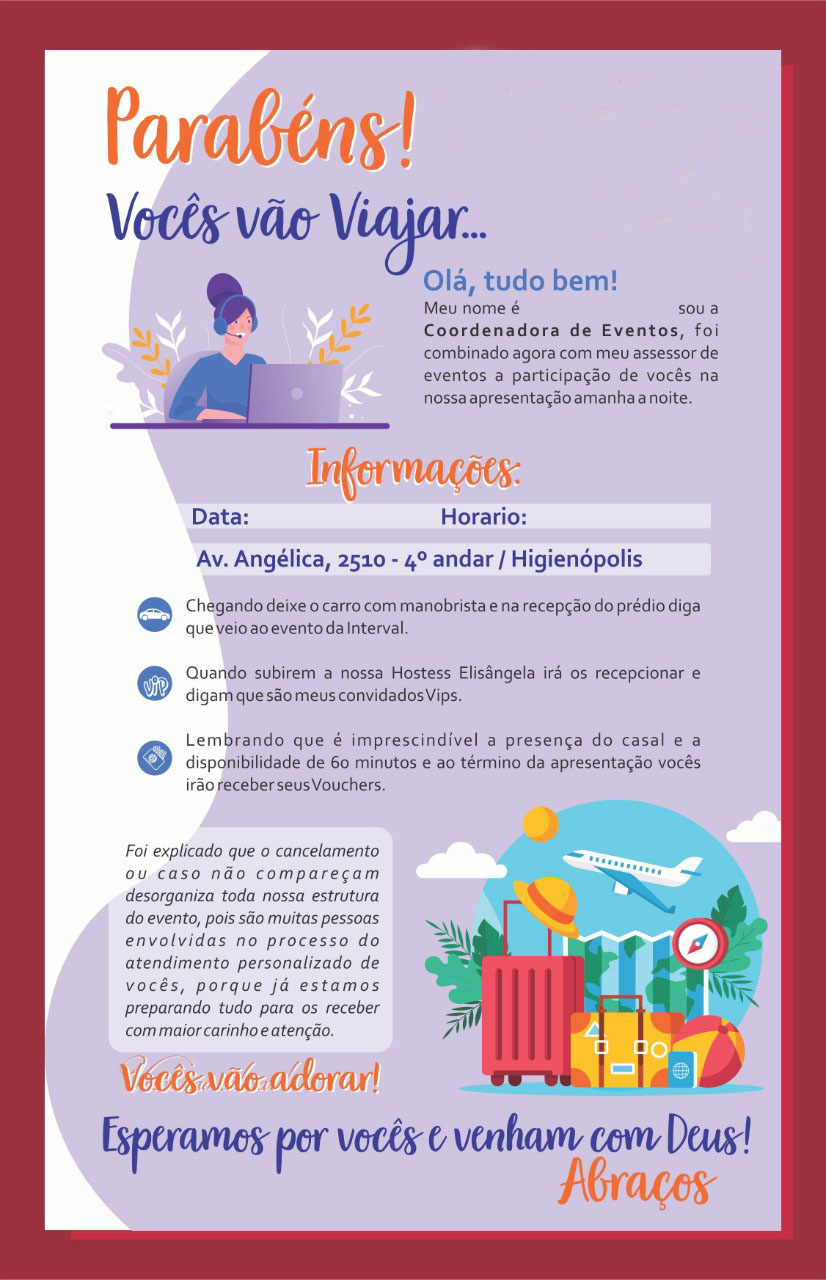 Parabéns!
Vocês vão Viajar...
Olá, tudo bem!
Meu nome é sou a
Coordenadora de Eventos, foi
combinado agora com meu assessor de
eventos a participação de vocês na
nossa apresentação amanha a noite.
Informações:
Data: Horario:
Av. Angélica, 2510 - 4º andar / Higienópolis
Chegando deixe o carro com manobrista e na recepção do prédio diga
que veio ao evento da Interval.
VIP
Quando subirem a nossa Hostess Elisângela irá os recepcionar e
digam que são meus convidados Vips.
Lembrando que é imprescindível a presença do casal e a
disponibilidade de 60 minutos e ao término da apresentação vocês
irão receber seus Vouchers.
Foi explicado que o cancelamento
ou caso não compareçam
desorganiza toda nossa estrutura
do evento, pois são muitas pessoas
envolvidas no processo do
atendimento personalizado de
vocês, porque já estamos
preparando tudo para os receber
com maior carinho e atenção.
Vocês vão adorar!
Esperamos por vocês e venham com Deus!
Abraços